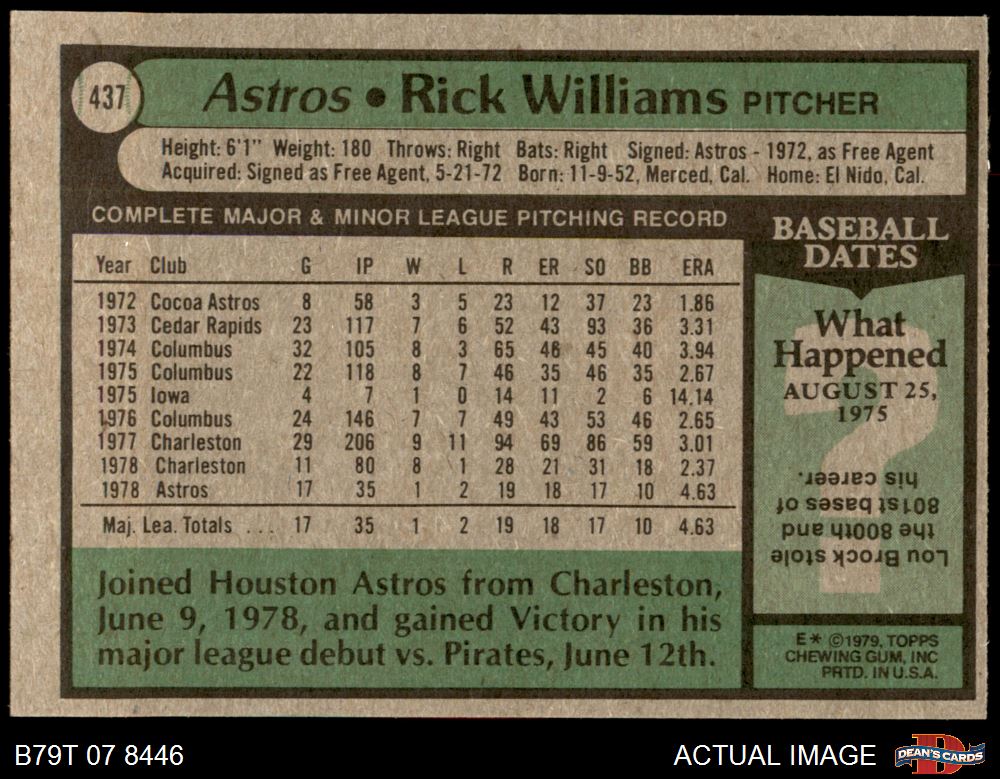 437
Astros • Rick Williams PITCHER
Height: 6'1" Weight: 180 Throws: Right Bats: Right Signed: Astros - 1972, as Free Agent
Acquired: Signed as Free Agent, 5-21-72 Born: 11-9-52, Merced, Cal. Home: El Nido, Cal.
COMPLETE MAJOR & MINOR LEAGUE PITCHING RECORD
Year Club G IP W L R ER SO BB ERA
1972 Cocoa Astros 8 58 3 5 23 12 37 23 1.86
1973 Cedar Rapids 23 117 7 6 52 43 93 36 3.31
1974 Columbus 32 105 8 3 65 46 45 40 3.94
1975 Columbus 22 118 8 7 46 35 46 35 2.67
1975 Iowa 4 7 1 0 14 11 2 6 14.14
1976 Columbus 24 146 7 7 49 43 53 46 2.65
1977 Charleston 29 206 9 11 94 69 86 59 3.01
1978 Charleston 11 80 8 1 28 21 31 18 2.37
1978 Astros 17 35 1 2 19 18 17 10 4.63
Maj. Lea. Totals ... 17 35 1 2 19 18 17 10 4.63
Joined Houston Astros from Charleston,
June 9, 1978, and gained Victory in his
major league debut vs. Pirates, June 12th.
BASEBALL
DATES
What
Happened
AUGUST 25,
1975
Lou Brock stole
the 800th and
801st bases of
his career.
E* ©1979, TOPPS
CHEWING GUM, INC
PRTD. IN U.S.A.
B79T 07 8446
ACTUAL IMAGE
DEAN'S CARDS